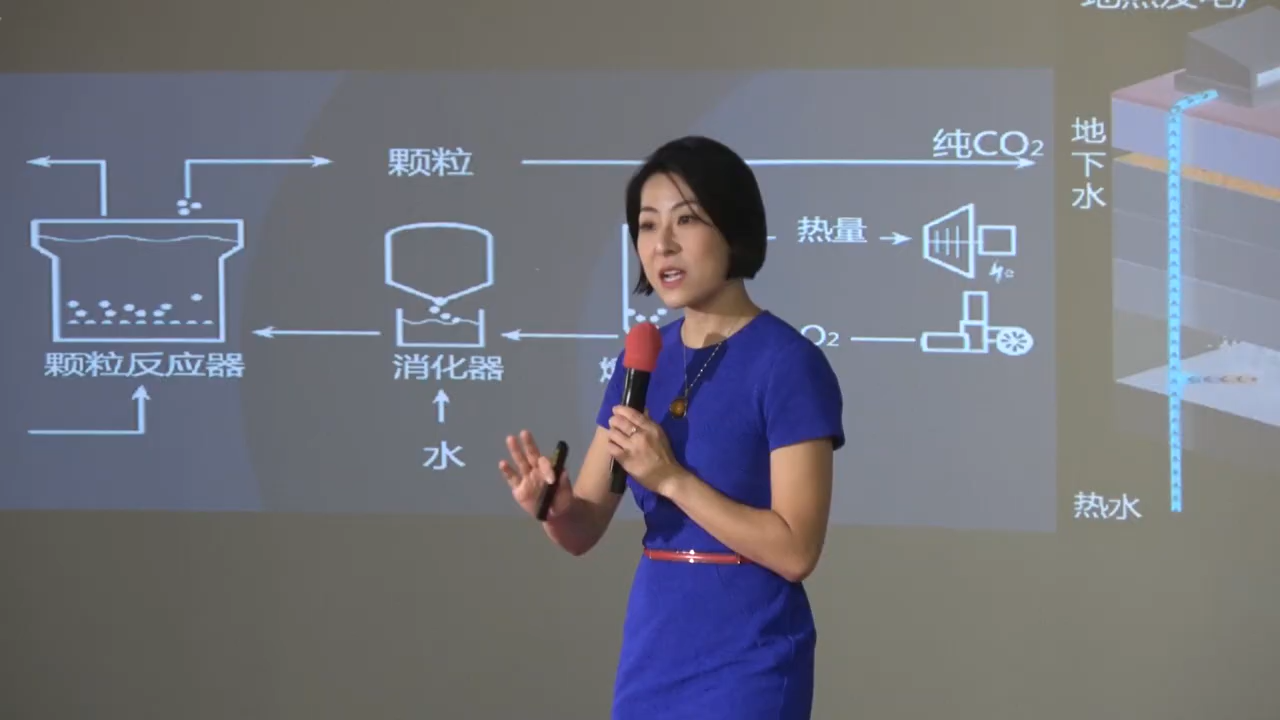 颗粒
纯CO₂
热量
颗粒反应器
消化器
O₂
水
地
下
水
热水